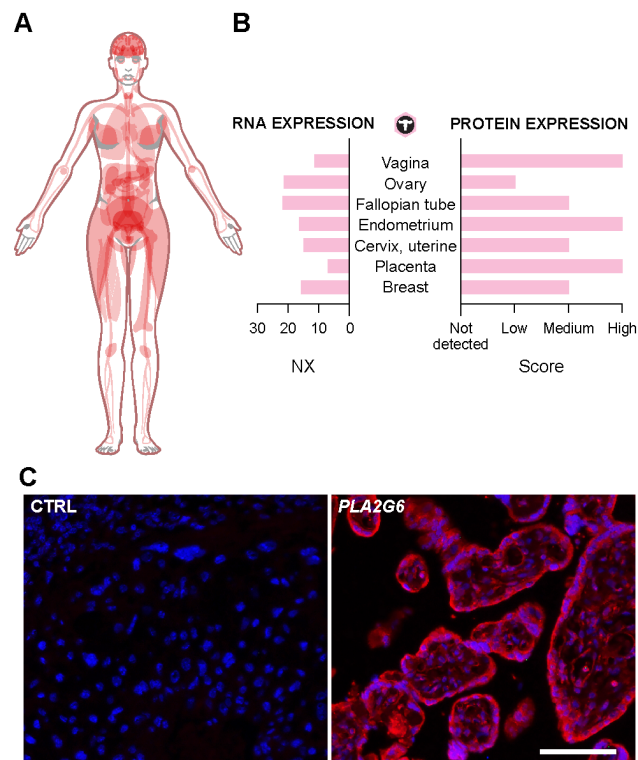 A
B
RNA EXPRESSION
PROTEIN EXPRESSION
Vagina
Ovary
Fallopian tube
Endometrium
Cervix, uterine
Placenta
Breast
30 20 10 0
Not detected Low Medium High
NX
Score
C
CTRL
PLA2G6